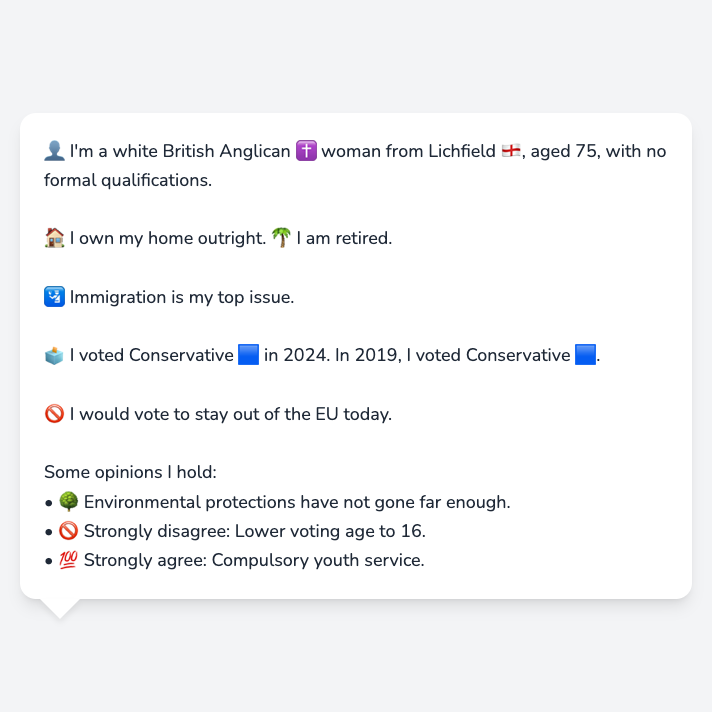 👤 I'm a white British Anglican ✝️ woman from Lichfield 🏴󠁧󠁢󠁥󠁮󠁧󠁿, aged 75, with no
formal qualifications.
🏠 I own my home outright. 🌴 I am retired.
🛂 Immigration is my top issue.
🗳️ I voted Conservative 🟦 in 2024. In 2019, I voted Conservative 🟦.
🚫 I would vote to stay out of the EU today.
Some opinions I hold:
• 🌳 Environmental protections have not gone far enough.
• 🚫 Strongly disagree: Lower voting age to 16.
• 💯 Strongly agree: Compulsory youth service.